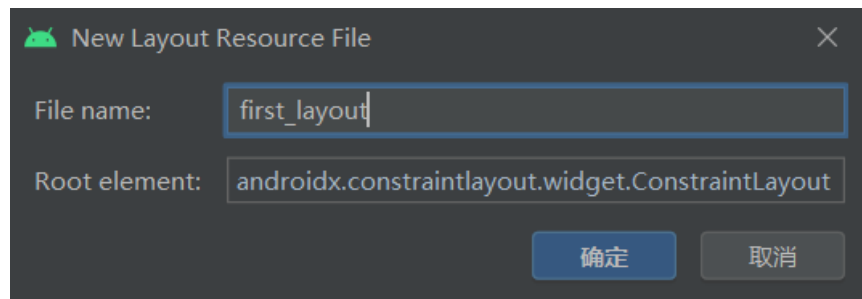 New Layout Resource File
File name: first_layout
Root element: androidx.constraintlayout.widget.ConstraintLayout
确定 取消